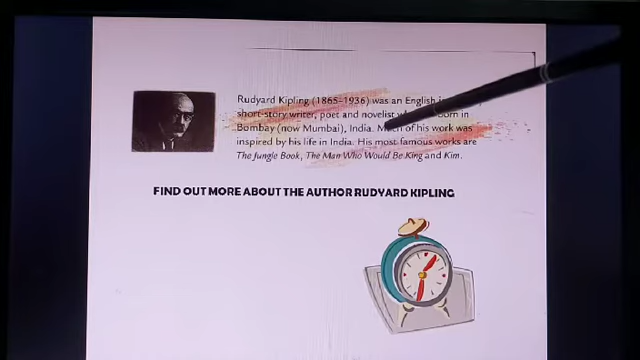 Rudyard Kipling (1865-1936) was an English
short-story writer, poet and novelist born in
Bombay (now Mumbai), India. Much of his work was
inspired by his life in India. His most famous works are
The Jungle Book, The Man Who Would Be King and Kim.
FIND OUT MORE ABOUT THE AUTHOR RUDYARD KIPLING